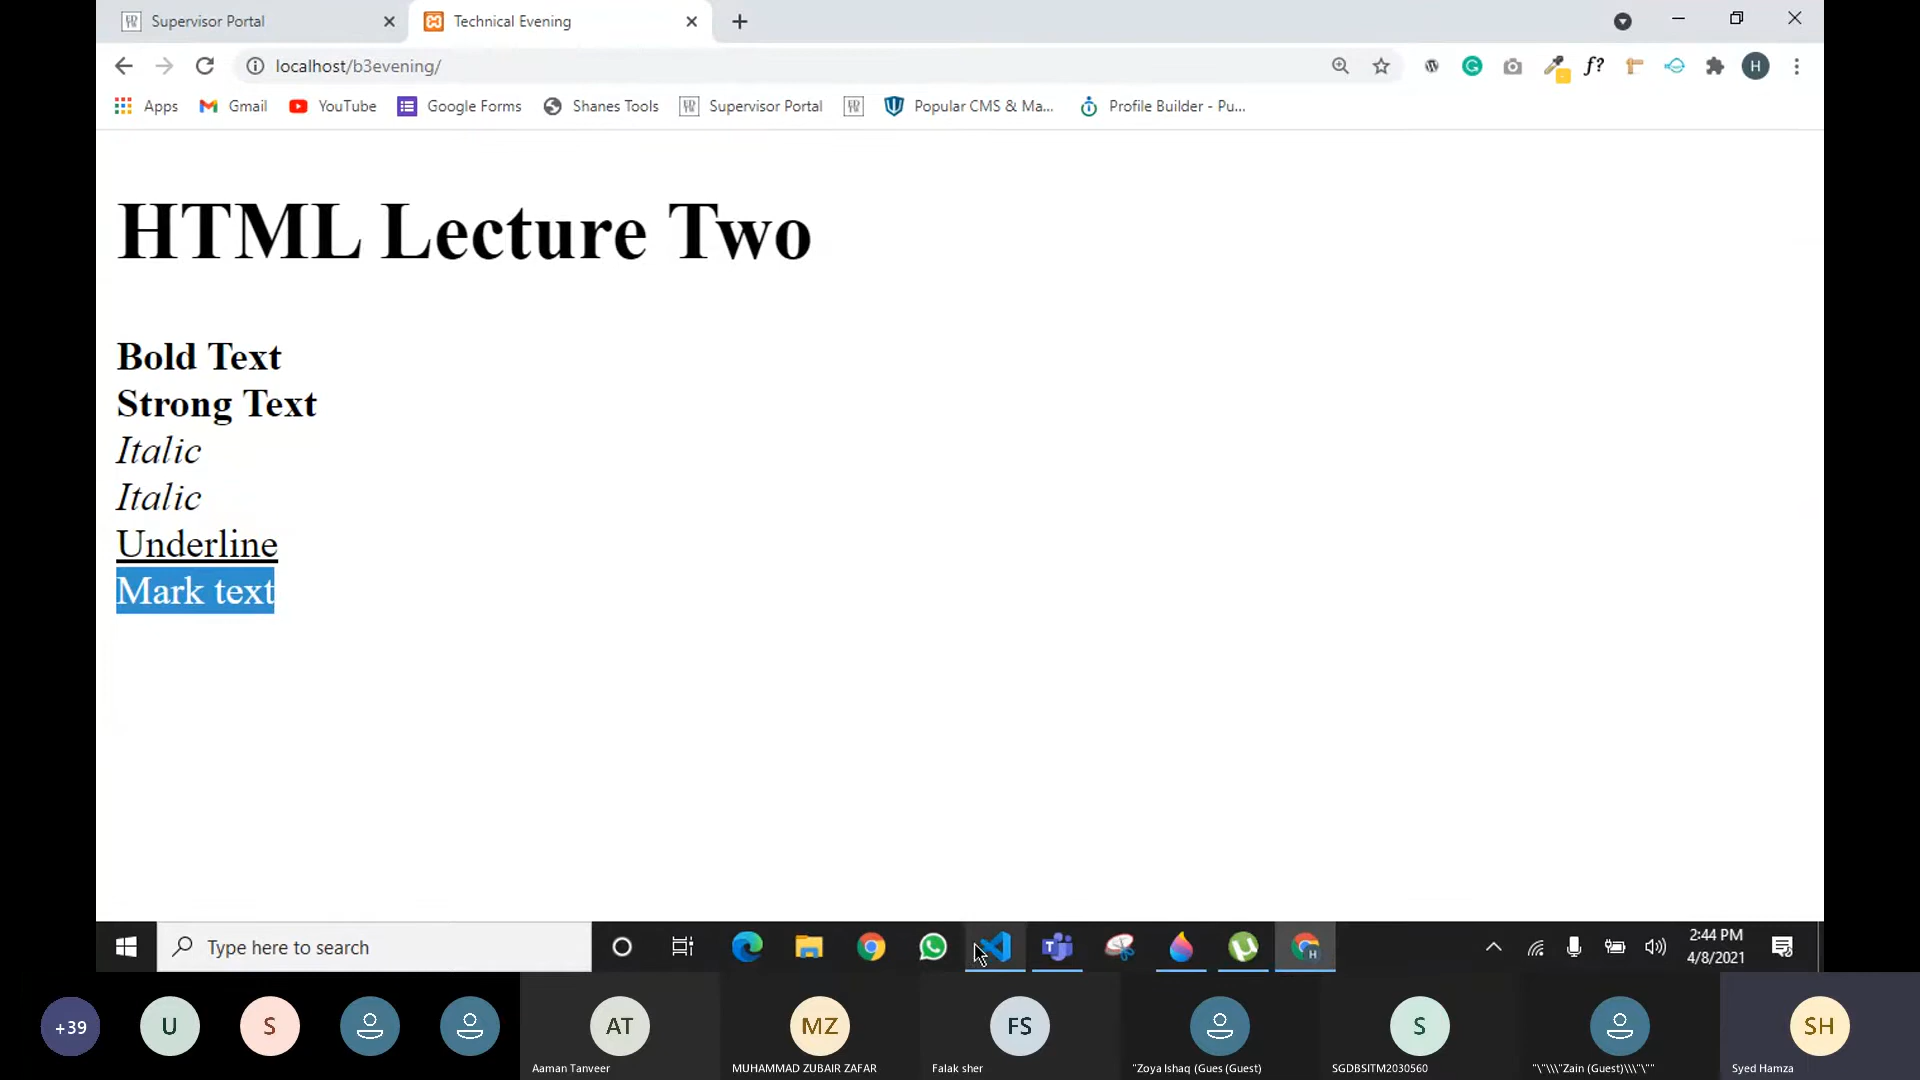 Supervisor Portal
Technical Evening
localhost/b3evening/
f?
H
Apps
Gmail
YouTube
Google Forms
Shanes Tools
Supervisor Portal
Popular CMS & Ma...
Profile Builder - Pu...
HTML Lecture Two
Bold Text
Strong Text
Italic
Italic
Underline
Mark text
Type here to search
2:44 PM
4/8/2021
+39
U
S
AT
MZ
FS
S
SH
Aaman Tanveer
MUHAMMAD ZUBAIR ZAFAR
Falak sher
"Zoya Ishaq (Gues (Guest)
SGDBSITM2030560
"\"\\\"Zain (Guest)\\\"\""
Syed Hamza